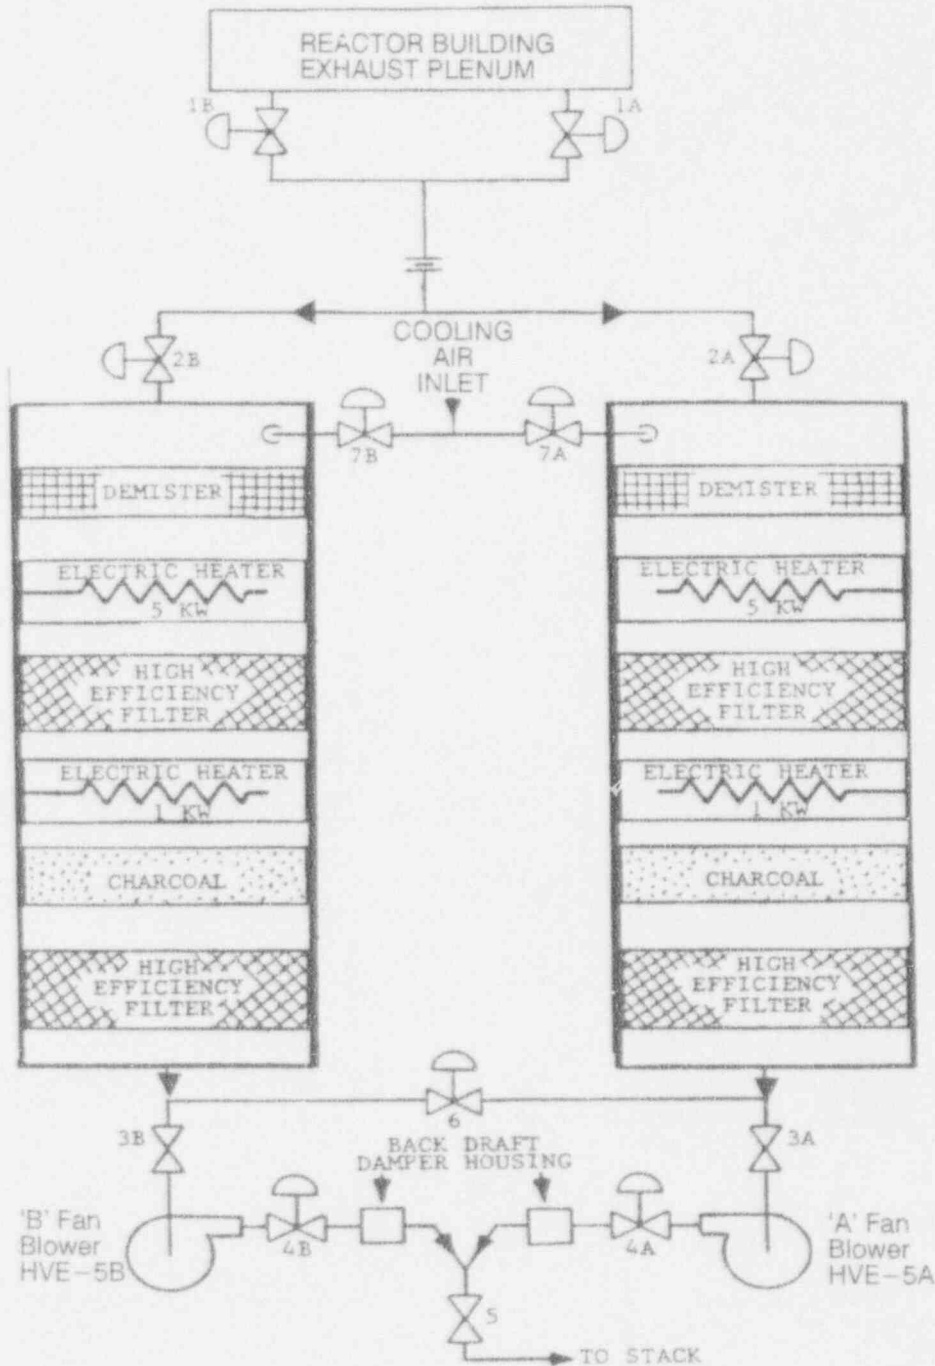 REACTOR BUILDING
EXHAUST PLENUM
1B
1A
2B
COOLING
AIR
INLET
2A
7B
7A
DEMISTER
DEMISTER
ELECTRIC HEATER
5 KW
ELECTRIC HEATER
5 KW
HIGH
EFFICIENCY
FILTER
HIGH
EFFICIENCY
FILTER
ELECTRIC HEATER
1 KW
ELECTRIC HEATER
1 KW
CHARCOAL
CHARCOAL
HIGH
EFFICIENCY
FILTER
HIGH
EFFICIENCY
FILTER
6
3B
3A
BACK DRAFT
DAMPER HOUSING
'B' Fan
Blower
HVE-5B
4B
4A
'A' Fan
Blower
HVE-5A
5
TO STACK